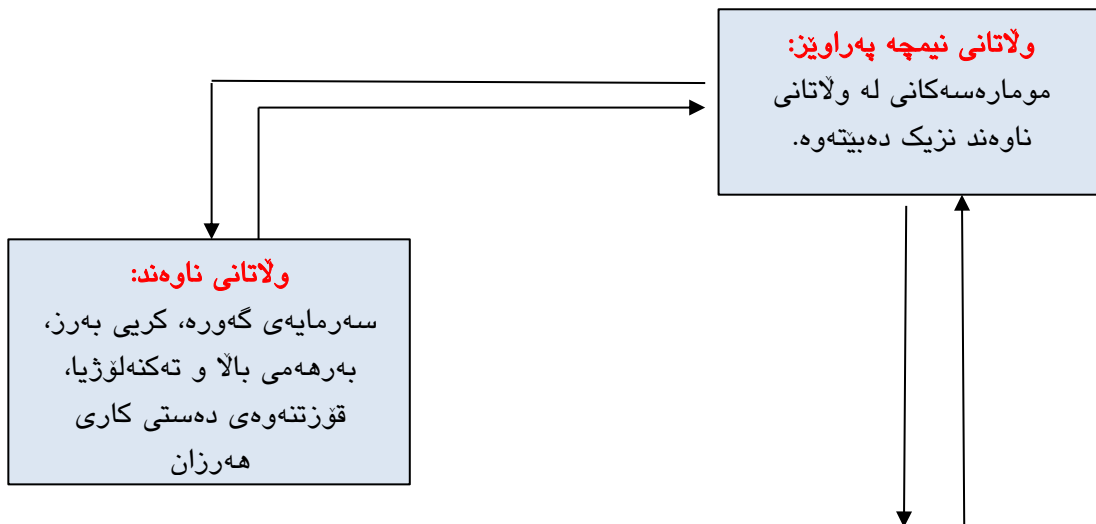 وڵاتانی نیمچە پەراوێز:
مومارەسەکانی لە وڵاتانی
ناوەند نزیک دەبێتەوە.
وڵاتانی ناوەند:
سەرمایەی گەورە، کریی بەرز،
بەرهەمی باڵا و تەکنەلۆژیا،
قۆزتنەوەی دەستی کاری
هەرزان